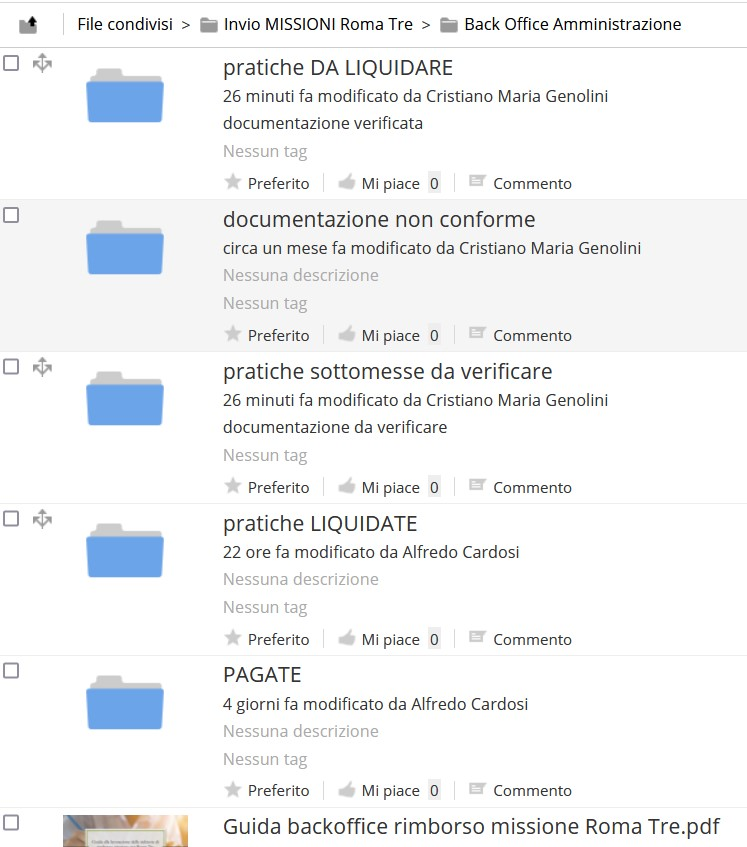 File condivisi > Invio MISSIONI Roma Tre > Back Office Amministrazione
pratiche DA LIQUIDARE
26 minuti fa modificato da Cristiano Maria Genolini
documentazione verificata
Nessun tag
Preferito Mi piace 0 Commento
documentazione non conforme
circa un mese fa modificato da Cristiano Maria Genolini
Nessuna descrizione
Nessun tag
Preferito Mi piace 0 Commento
pratiche sottomesse da verificare
26 minuti fa modificato da Cristiano Maria Genolini
documentazione da verificare
Nessun tag
Preferito Mi piace 0 Commento
pratiche LIQUIDATE
22 ore fa modificato da Alfredo Cardosi
Nessuna descrizione
Nessun tag
Preferito Mi piace 0 Commento
PAGATE
4 giorni fa modificato da Alfredo Cardosi
Nessuna descrizione
Nessun tag
Preferito Mi piace 0 Commento
Guida backoffice rimborso missione Roma Tre.pdf